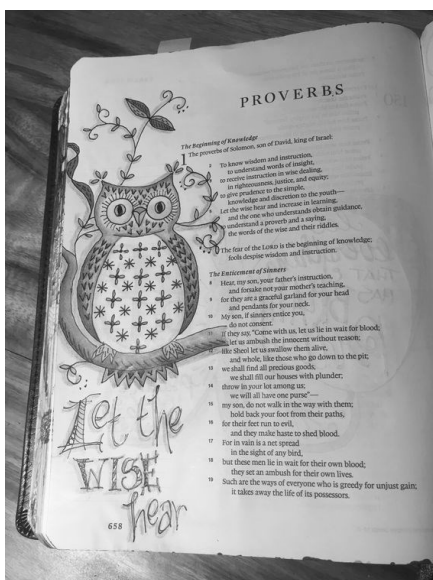 PROVERBS
The Beginning of Knowledge
1 The proverbs of Solomon, son of David, king of Israel:
2 To know wisdom and instruction,
to understand words of insight,
to receive instruction in wise dealing,
in righteousness, justice, and equity;
to give prudence to the simple,
knowledge and discretion to the youth—
Let the wise hear and increase in learning,
and the one who understands obtain guidance,
to understand a proverb and a saying,
the words of the wise and their riddles.
The fear of the LORD is the beginning of knowledge;
fools despise wisdom and instruction.
The Enticement of Sinners
8 Hear, my son, your father's instruction,
and forsake not your mother's teaching,
9 for they are a graceful garland for your head
and pendants for your neck.
10 My son, if sinners entice you,
do not consent.
11 If they say, "Come with us, let us lie in wait for blood;
let us ambush the innocent without reason;
12 like Sheol let us swallow them alive,
and whole, like those who go down to the pit;
13 we shall find all precious goods,
we shall fill our houses with plunder;
14 throw in your lot among us;
we will all have one purse"—
15 my son, do not walk in the way with them;
hold back your foot from their paths,
16 for their feet run to evil,
and they make haste to shed blood.
17 For in vain is a net spread
in the sight of any bird,
18 but these men lie in wait for their own blood;
they set an ambush for their own lives.
19 Such are the ways of everyone who is greedy for unjust gain;
it takes away the life of its possessors.
Let the
WISE
hear
658